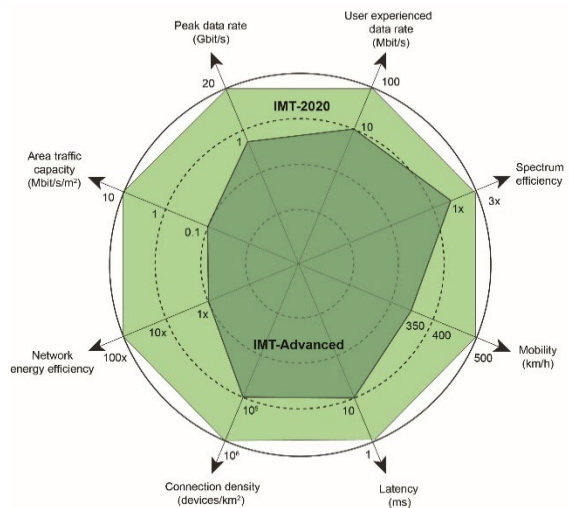 Peak data rate
(Gbit/s)
User experienced
data rate
(Mbit/s)
20
100
IMT-2020
1
10
Area traffic
capacity
(Mbit/s/m²)
10
1
0.1
Spectrum
efficiency
1x
3x
1x
10x
100x
Network
energy efficiency
IMT-Advanced
350
400
500
Mobility
(km/h)
10⁵
10⁶
Connection density
(devices/km²)
10
1
Latency
(ms)